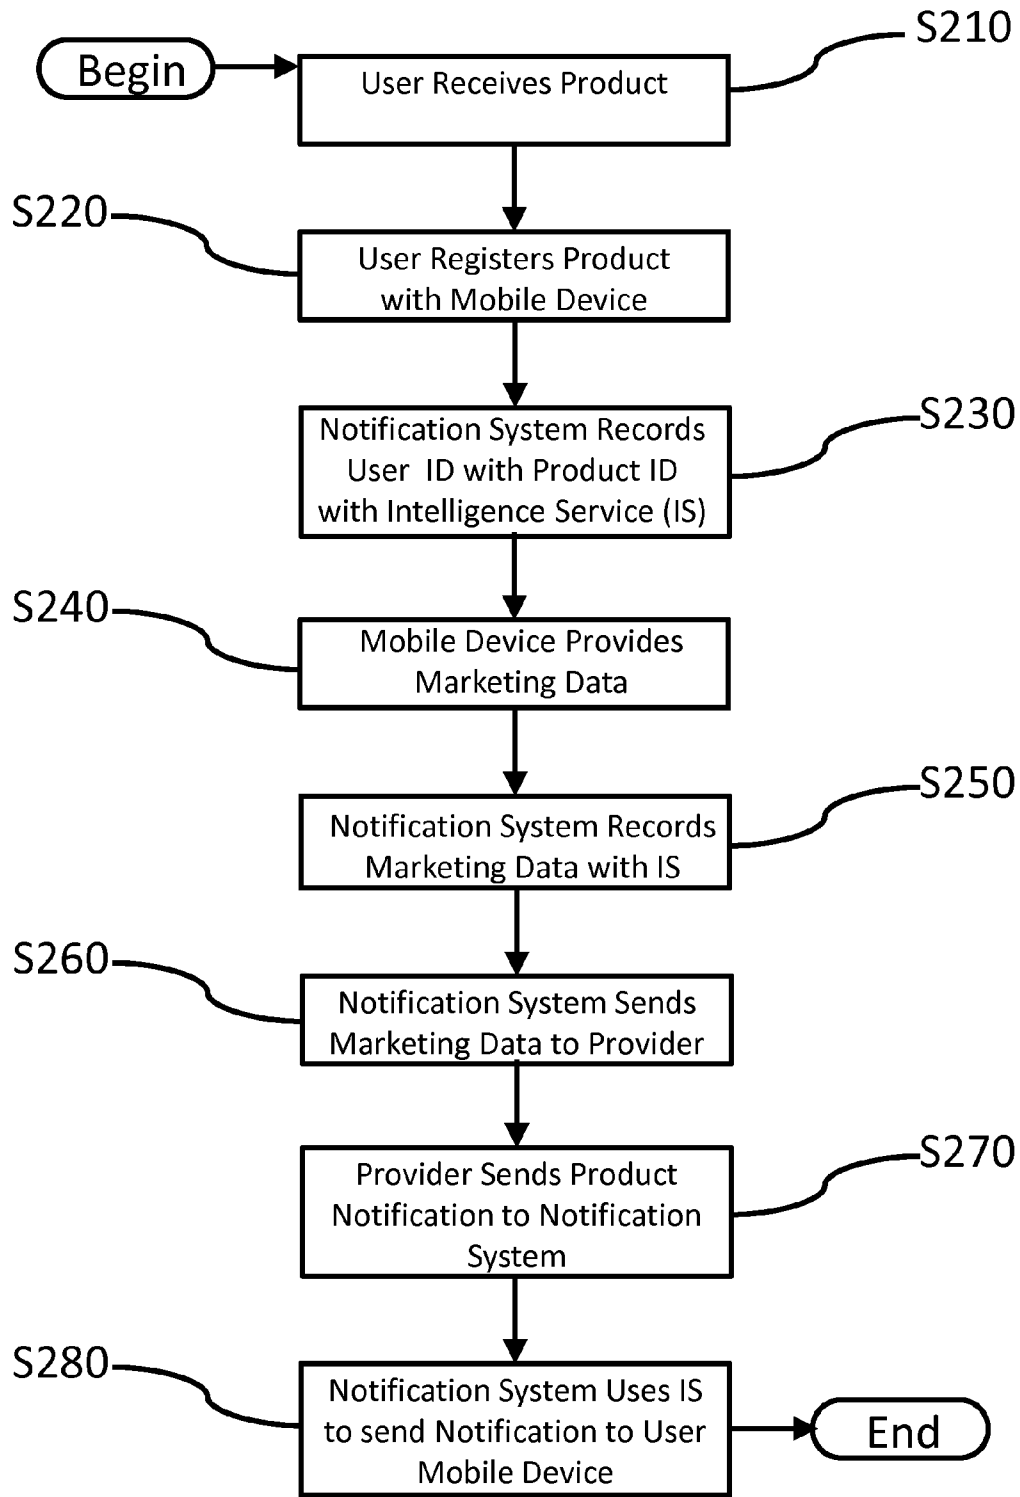 Begin
S210
User Receives Product
S220
User Registers Product
with Mobile Device
S230
Notification System Records
User ID with Product ID
with Intelligence Service (IS)
S240
Mobile Device Provides
Marketing Data
S250
Notification System Records
Marketing Data with IS
S260
Notification System Sends
Marketing Data to Provider
S270
Provider Sends Product
Notification to Notification
System
S280
Notification System Uses IS
to send Notification to User
Mobile Device
End